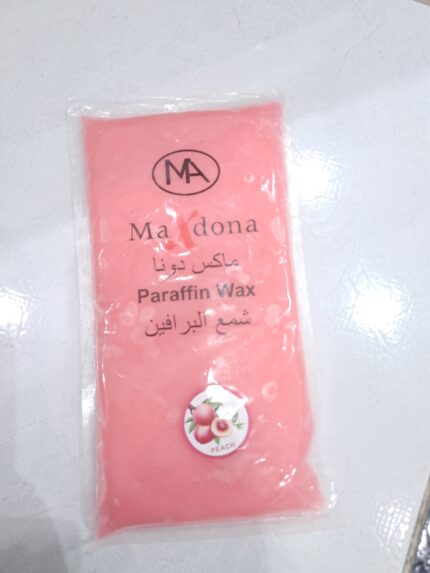 MA
Maxdona
ماكس دونا
Paraffin Wax
شمع البرافين
PEACH